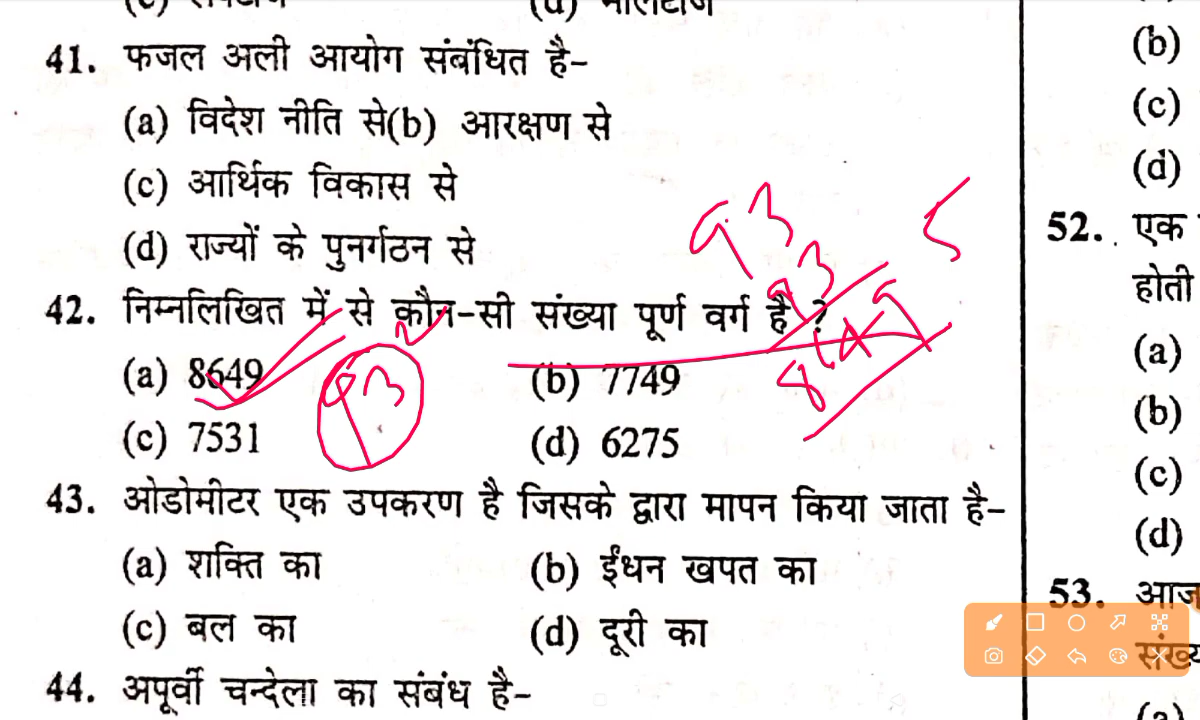 41. फजल अली आयोग संबंधित है-
(a) विदेश नीति से(b) आरक्षण से
(c) आर्थिक विकास से
(d) राज्यों के पुनर्गठन से
42. निम्नलिखित में से कौन-सी संख्या पूर्ण वर्ग है ?
93
93
(a) 8649
93
(b) 7749
(c) 7531
(d) 6275
43. ओडोमीटर एक उपकरण है जिसके द्वारा मापन किया जाता है-
(a) शक्ति का
(b) ईंधन खपत का
(c) बल का
(d) दूरी का
44. अपूर्वी चन्देला का संबंध है-
(b)
(c)
(d)
52. एक
होती
(a)
(b)
(c)
(d)
53. आज